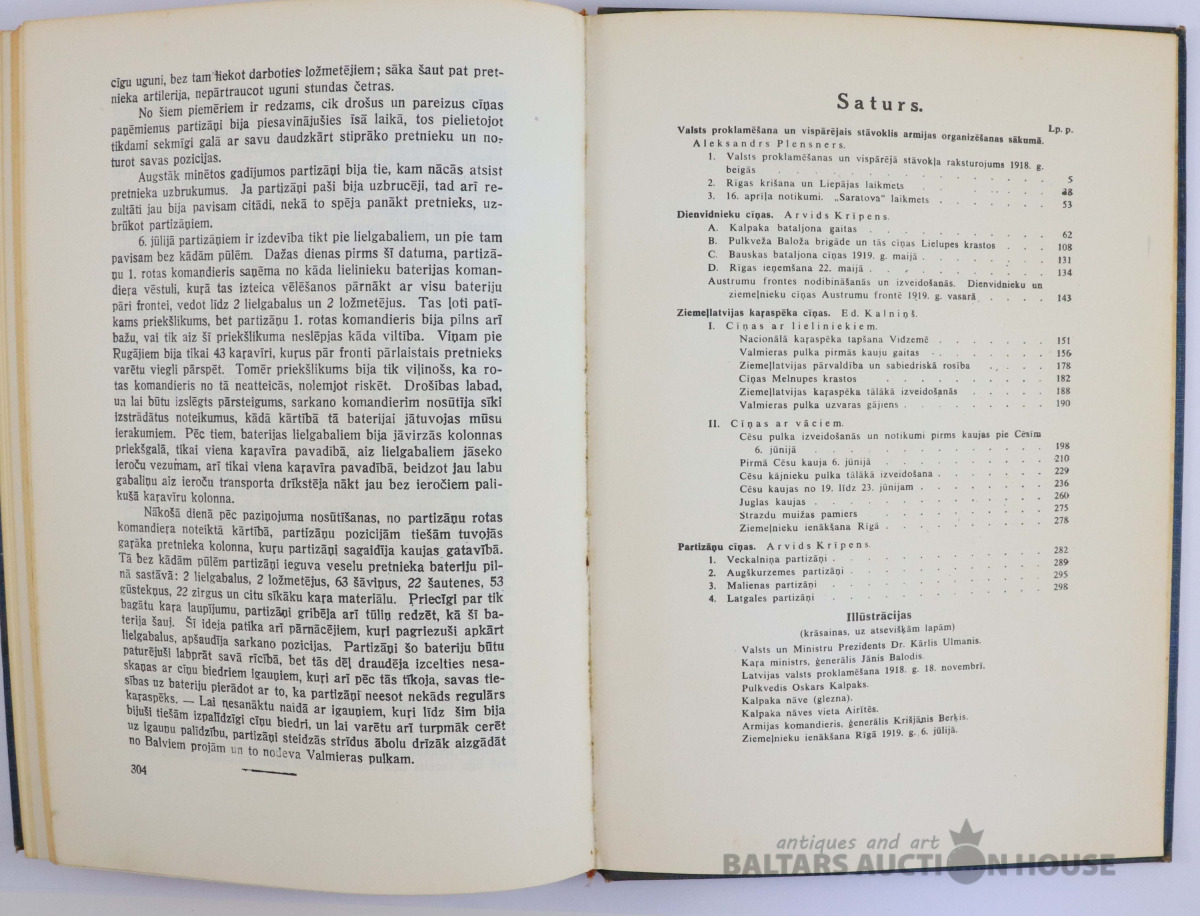 cīgu uguni, bez tam liekot darboties ložmetējiem; sāka šaut pat pret-
nieka artilerija, nepārtraucot uguni stundas četras.
No šiem piemēriem ir redzams, cik drošus un pareizus cīņas
paņēmienus partizāņi bija piesavinājušies īsā laikā, tos pielietojot
tikdami sekmīgi galā ar savu daudzkārt stiprāko pretnieku un no-
turot savas pozicijas.
Augstāk minētos gadījumos partizāņi bija tie, kam nācās atsist
pretnieka uzbrukumus. Ja partizāņi paši bija uzbrucēji, tad arī re-
zultāti jau bija pavisam citādi, nekā to spēja panākt pretnieks, uz-
brūkot partizāņiem.
6. jūlijā partizāņiem ir izdevība tikt pie lielgabaliem, un pie tam
pavisam bez kādām pūlēm. Dažas dienas pirms šī datuma, partizā-
ņu 1. rotas komandieris saņēma no kāda lielinieku baterijas koman-
dieŗa vēstuli, kuŗā tas izteica vēlēšanos pārnākt ar visu bateriju
pāri frontei, vedot līdz 2 lielgabalus un 2 ložmetējus. Tas ļoti patī-
kams priekšlikums, bet partizāņu 1. rotas komandieris bija pilns arī
bažu, vai tik aiz šī priekšlikuma neslēpjas kāda viltība. Viņam pie
Rugājiem bija tikai 43 kaŗavīri, kuŗus pār fronti pārlaistais pretnieks
varētu viegli pārspēt. Tomēr priekšlikums bija tik viļinošs, ka ro-
tas komandieris no tā neatteicās, nolemjot riskēt. Drošības labad,
un lai būtu izslēgts pārsteigums, sarkano komandierim nosūtīja sīki
izstrādātus noteikumus, kādā kārtībā tā baterijai jātuvojas mūsu
ierakumiem. Pēc tiem, baterijas lielgabaliem bija jāvirzās kolonnas
priekšgalā, tikai viena kaŗavīra pavadībā, aiz lielgabaliem jāseko
ieroču vezumam, arī tikai viena kaŗavīra pavadībā, beidzot jau labu
gabaliņu aiz ieroču transporta drīkstēja nākt jau bez ieročiem pali-
kušā kaŗavīru kolonna.
Nākošā dienā pēc paziņojuma nosūtīšanas, no partizāņu rotas
komandieŗa noteiktā kārtībā, partizāņu pozicijām tiešām tuvojās
gaŗāka pretnieka kolonna, kuŗu partizāņi sagaidīja kaujas gatavībā.
Tā bez kādām pūlēm partizāņi ieguva veselu pretnieka bateriju pil-
nā sastāvā: 2 lielgabalus, 2 ložmetējus, 63 šāviņus, 22 šautenes, 53
gūstekņus, 22 zirgus un citu sīkāku kaŗa materiālu. Priecīgi par tik
bagātu kaŗa laupījumu, partizāņi gribēja arī tūliņ redzēt, kā šī ba-
terija šauj. Šī ideja patika arī pārnācējiem, kuŗi pagriezuši apkārt
lielgabalus, apšaudīja sarkano pozicijas. Partizāņi šo bateriju būtu
paturējuši labprāt savā rīcībā, bet tās dēļ draudēja izcelties nesa-
skaņas ar cīņu biedriem igauņiem, kuŗi arī pēc tās tīkoja, savas tie-
sības uz bateriju pierādot ar to, ka partizāņi neesot nekāds regulārs
kaŗaspēks. — Lai nesanāktu naidā ar igauņiem, kuŗi līdz šim bija
bijuši tiešām izpalīdzīgi cīņu biedri, un lai varētu arī turpmāk cerēt
uz igauņu palīdzību, partizāņi steidzās strīdus ābolu drīzāk aizgādāt
no Balviem projām un to nodeva Valmieras pulkam.
304
Saturs.
Lp. p.
Valsts proklamēšana un vispārējais stāvoklis armijas organizēšanas sākumā.
Aleksandrs Plensners.
1. Valsts proklamēšanas un vispārējā stāvokļa raksturojums 1918. g.
beigās . . . . . . . . . . . . . 5
2. Rīgas krišana un Liepājas laikmets . . . . . . 38
3. 16. apriļa notikumi. „Saratova“ laikmets . . . . . . 53
Dienvidnieku cīņas. Arvids Krīpens.
A. Kalpaka bataljona gaitas . . . . . . . . 62
B. Pulkveža Baloža brigāde un tās cīņas Lielupes krastos . . . 108
C. Bauskas bataljona cīņas 1919. g. maijā . . . . . . 131
D. Rīgas ieņemšana 22. maijā . . . . . . . . 134
Austrumu frontes nodibināšanās un izveidošanās. Dienvidnieku un
ziemeļnieku cīņas Austrumu frontē 1919. g. vasarā . . . . 143
Ziemeļlatvijas kaŗaspēka cīņas. Ed. Kalniņš.
I. Cīņas ar lieliniekiem.
Nacionālā kaŗaspēka tapšana Vidzemē . . . . . . 151
Valmieras pulka pirmās kauju gaitas . . . . . . 156
Ziemeļlatvijas pārvaldība un sabiedriskā rosība . . . . 178
Cīņas Melnupes krastos . . . . . . . . 182
Ziemeļlatvijas kaŗaspēka tālākā izveidošanās . . . . . 188
Valmieras pulka uzvaras gājiens . . . . . . . 190
II. Cīņas ar vāciem.
Cēsu pulka izveidošanās un notikumi pirms kaujas pie Cēsim
6. jūnijā . . . . . . . . . . . . 198
Pirmā Cēsu kauja 6. jūnijā . . . . . . . . 210
Cēsu kājnieku pulka tālākā izveidošana . . . . . . 229
Cēsu kaujas no 19. līdz 23. jūnijam . . . . . . 236
Juglas kaujas . . . . . . . . . . . 260
Strazdu muižas pamiers . . . . . . . . 275
Ziemeļnieku ienākšana Rīgā . . . . . . . . 278
Partizāņu cīņas. Arvids Krīpens . . . . . . . 282
1. Veckalniņa partizāņi . . . . . . . . . 289
2. Augškurzemes partizāņi . . . . . . . . 295
3. Malienas partizāņi . . . . . . . . . 298
4. Latgales partizāņi . . . . . . . . .
Illūstrācijas
(krāsainas, uz atsevišķām lapām)
Valsts un Ministru Prezidents Dr. Kārlis Ulmanis.
Kaŗa ministrs, ģenerālis Jānis Balodis.
Latvijas valsts proklamēšana 1918. g. 18. novembrī.
Pulkvedis Oskars Kalpaks.
Kalpaka nāve (glezna).
Kalpaka nāves vieta Airītēs.
Armijas komandieris, ģenerālis Krišjānis Berķis.
Ziemeļnieku ienākšana Rīgā 1919. g. 6. jūlijā.
antiques and art
BALTARS AUCTION HOUSE